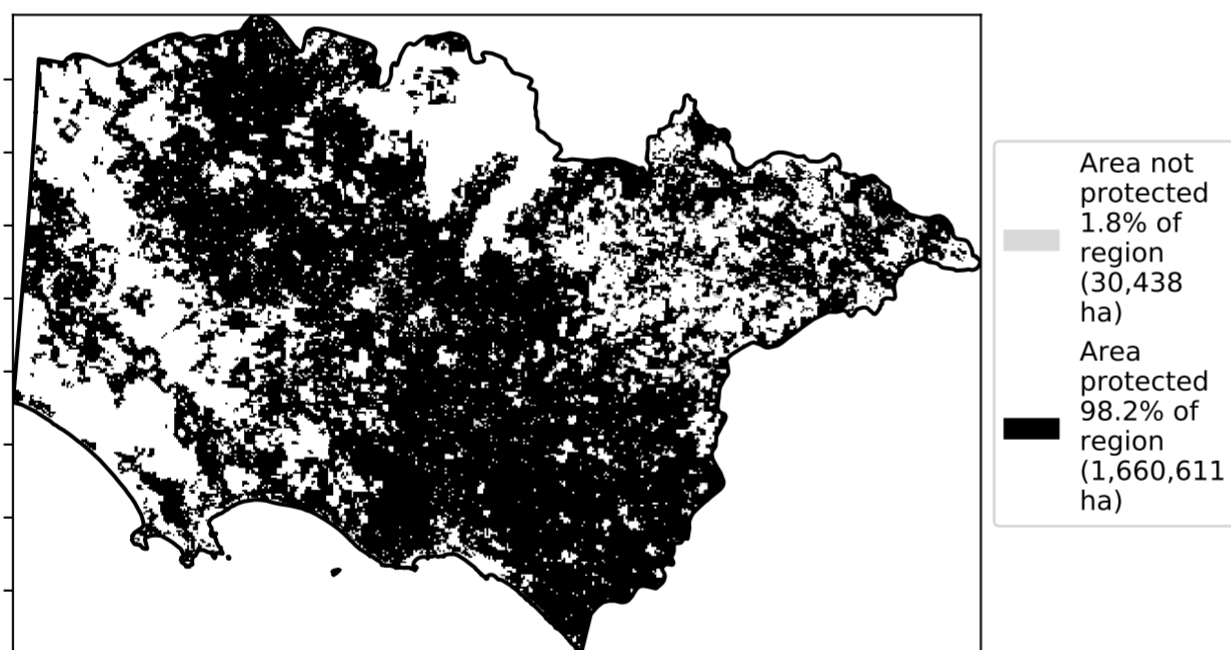 Area not
protected
1.8% of
region
(30,438
ha)
Area
protected
98.2% of
region
(1,660,611
ha)